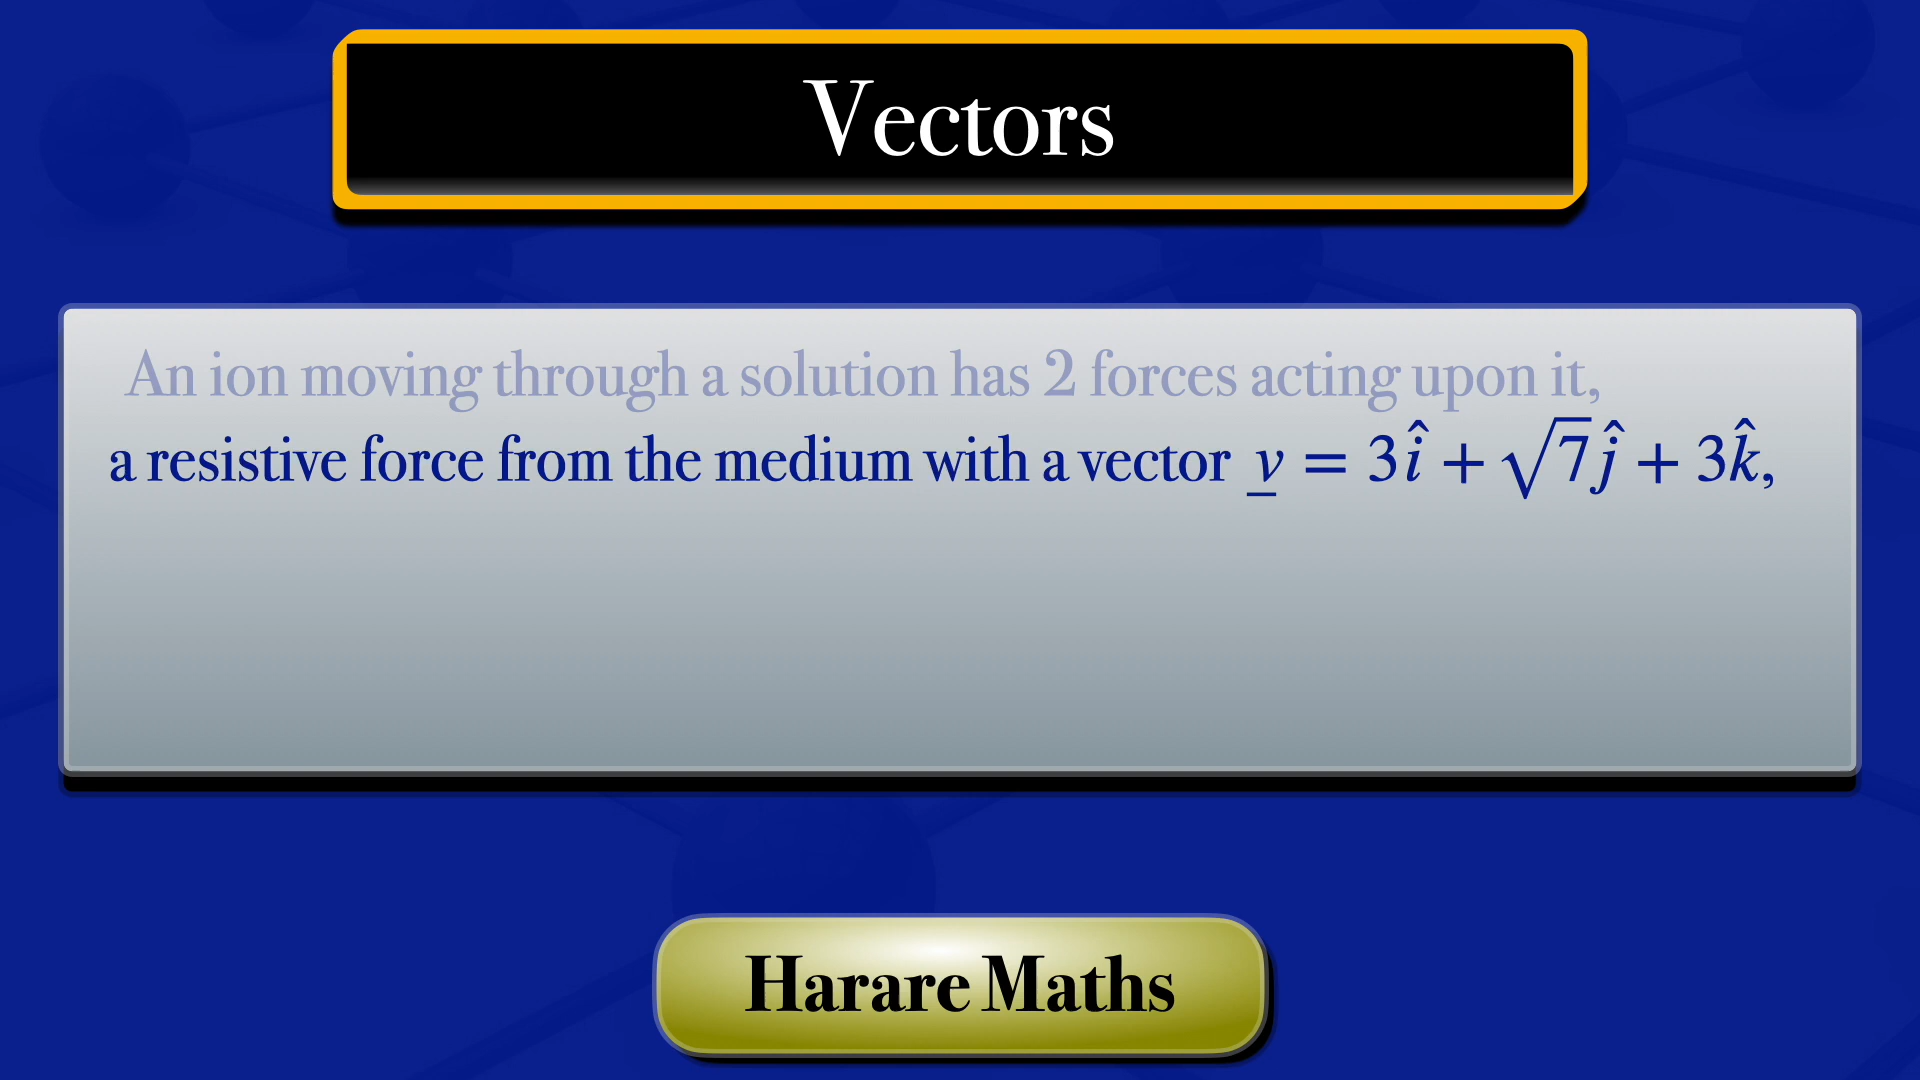 Vectors
An ion moving through a solution has 2 forces acting upon it,
a resistive force from the medium with a vector v̲ = 3î + √7ĵ + 3k̂,
Harare Maths